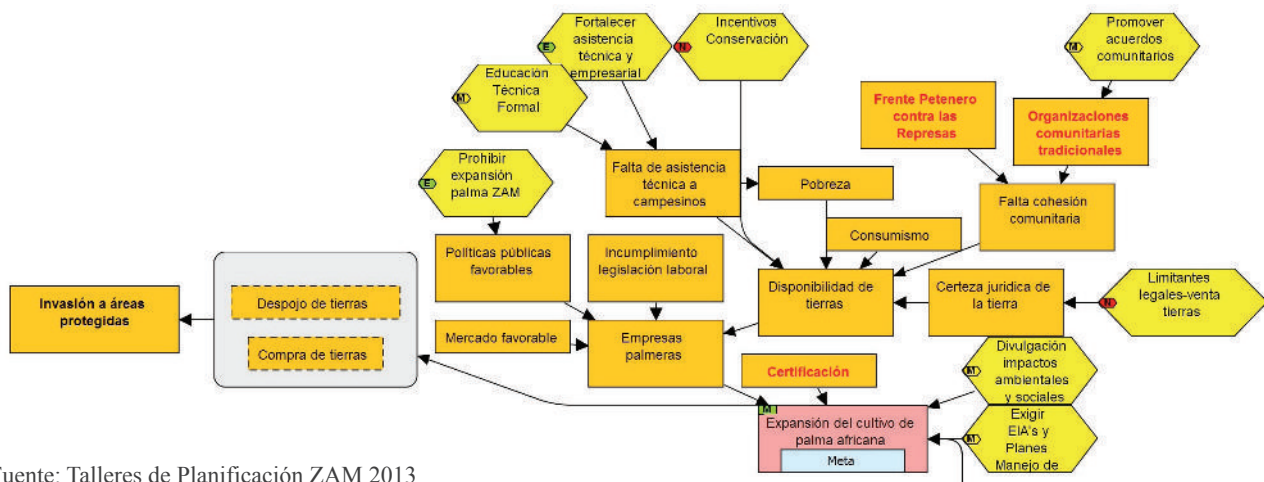 Fortalecer
asistencia
técnica y
empresarial
E
Incentivos
Conservación
N
Promover
acuerdos
comunitarios
M
Educación
Técnica
Formal
M
Frente Petenero
contra las
Represas
Organizaciones
comunitarias
tradicionales
Prohibir
expansión
palma ZAM
E
Falta de asistencia
técnica a
campesinos
Pobreza
Falta cohesión
comunitaria
Consumismo
Políticas públicas
favorables
Incumplimiento
legislación laboral
Disponibilidad de
tierras
Certeza juridica de
la tierra
Limitantes
legales-venta
tierras
N
Invasión a áreas
protegidas
Despojo de tierras
Compra de tierras
Mercado favorable
Empresas
palmeras
Certificación
Divulgación
impactos
ambientales
y sociales
M
M
Expansión del cultivo de
palma africana
Meta
Exigir
EIA's y
Planes
Manejo de
M
Fuente: Talleres de Planificación ZAM 2013